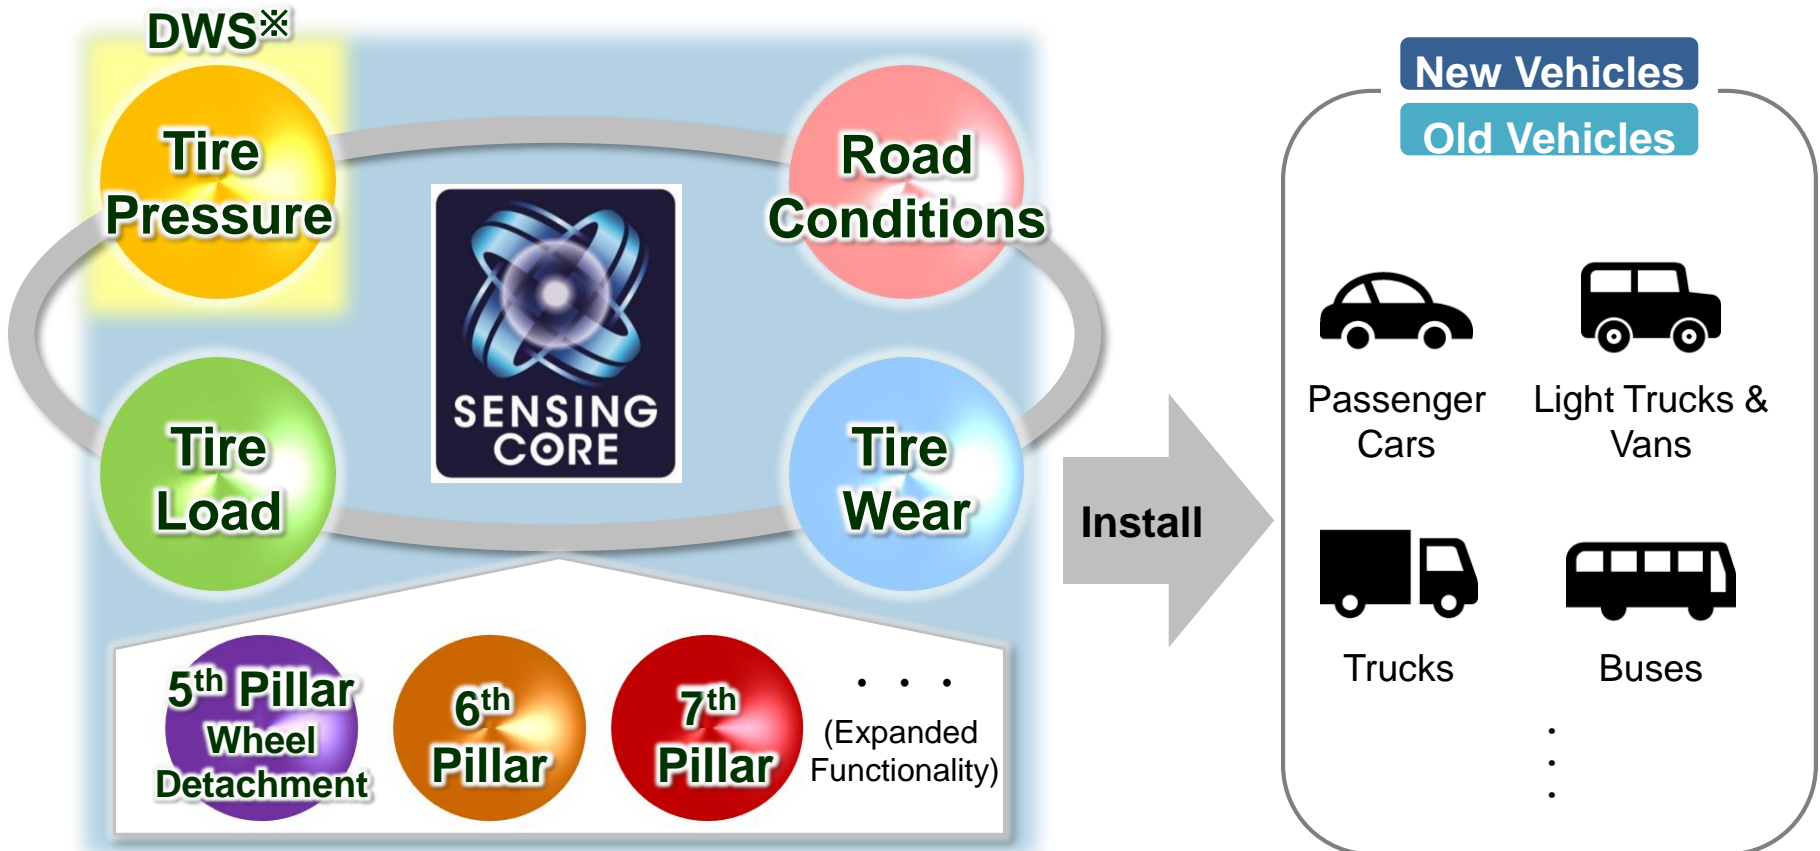 DWS※
Tire
Pressure
Road
Conditions
SENSING
CORE
Tire
Load
Tire
Wear
5th Pillar
Wheel
Detachment
6th
Pillar
7th
Pillar
・・・
(Expanded
Functionality)
Install
New Vehicles
Old Vehicles
Passenger
Cars
Light Trucks &
Vans
Trucks
Buses
・
・
・